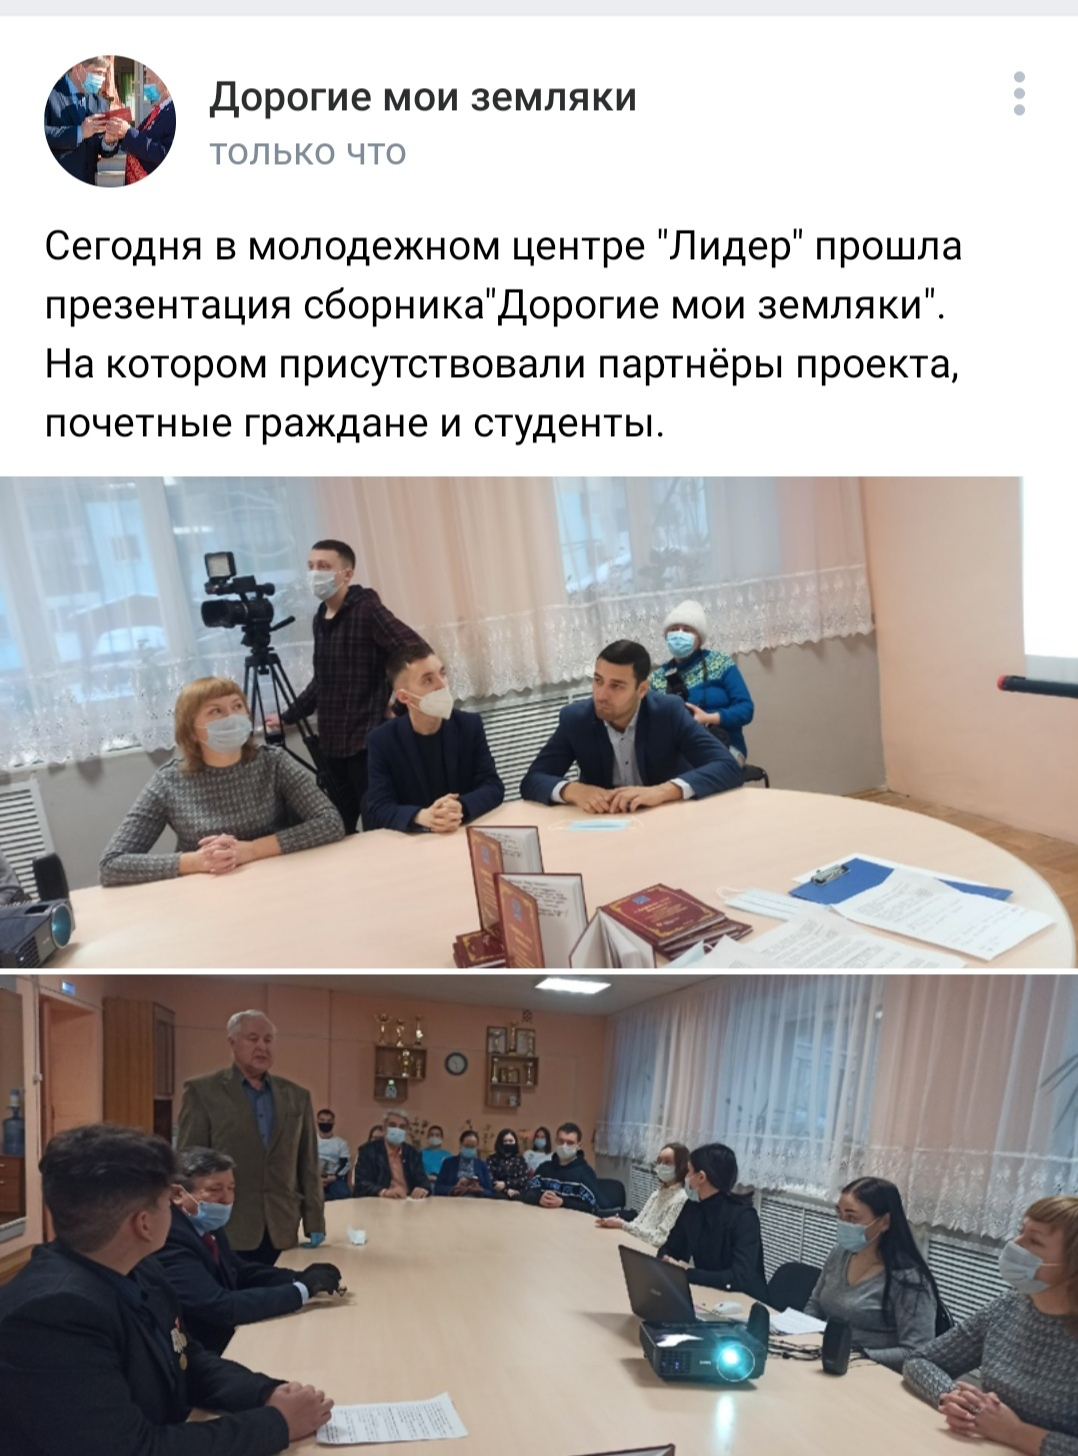 Дорогие мои земляки
только что
Сегодня в молодежном центре "Лидер" прошла
презентация сборника"Дорогие мои земляки".
На котором присутствовали партнёры проекта,
почетные граждане и студенты.